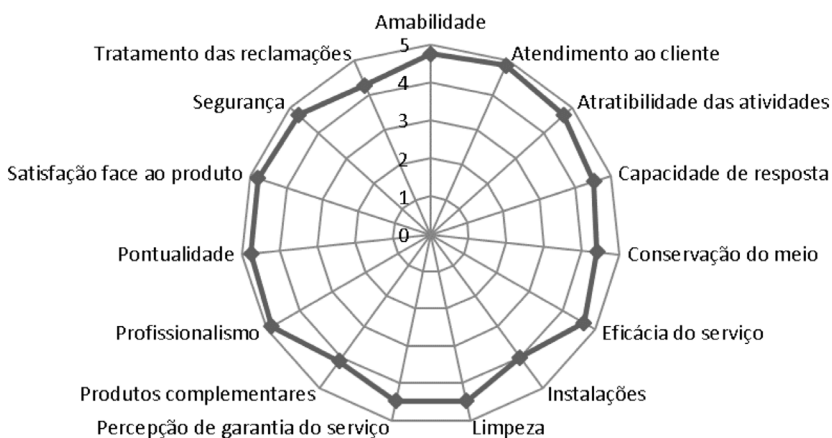 Amabilidade
Atendimento ao cliente
Atratibilidade das atividades
Capacidade de resposta
Conservação do meio
Eficácia do serviço
Instalações
Limpeza
Percepção de garantia do serviço
Produtos complementares
Profissionalismo
Pontualidade
Satisfação face ao produto
Segurança
Tratamento das reclamações
5
4
3
2
1
0